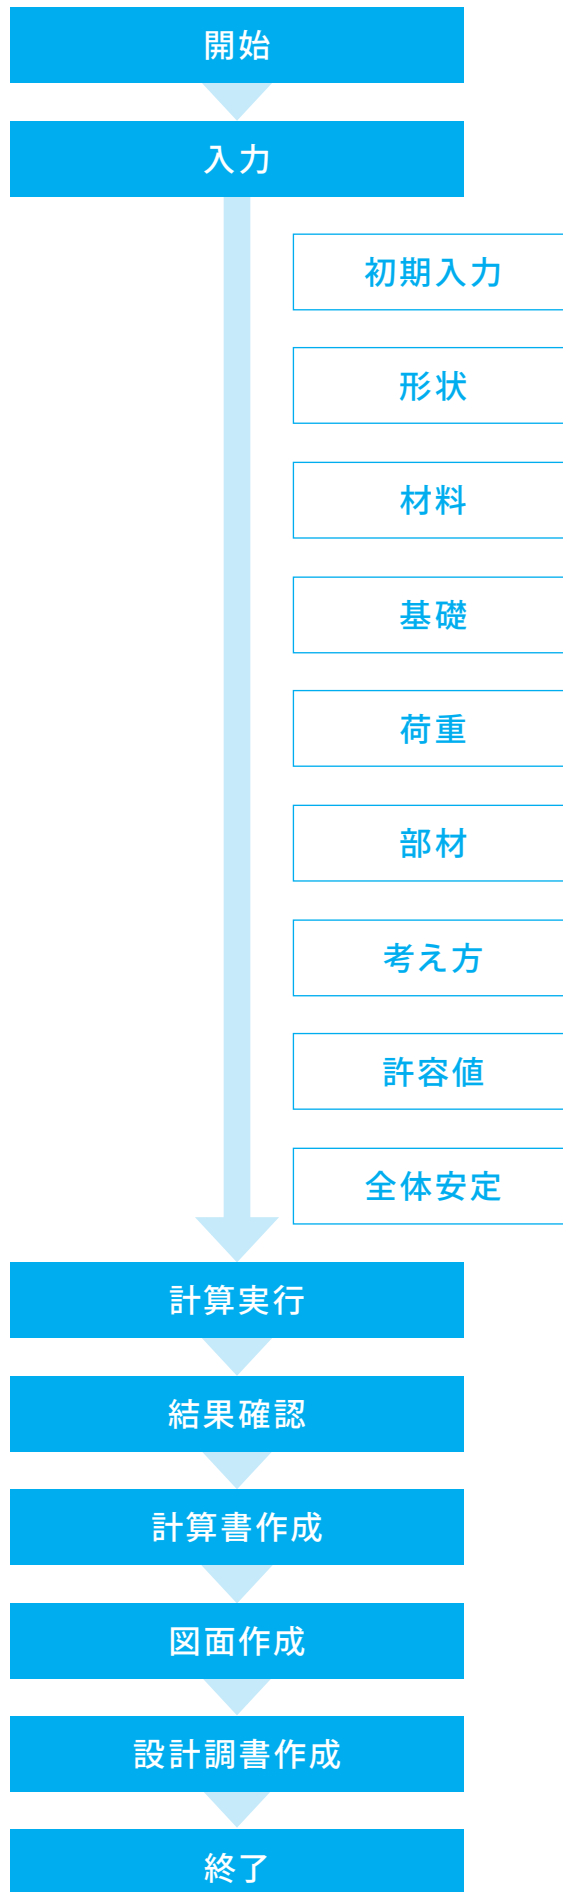 開始
入力
初期入力
形状
材料
基礎
荷重
部材
考え方
許容値
全体安定
計算実行
結果確認
計算書作成
図面作成
設計調書作成
終了